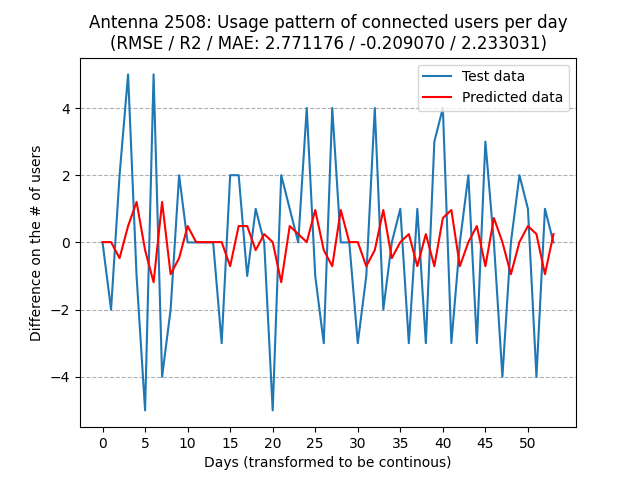 Antenna 2508: Usage pattern of connected users per day
(RMSE / R2 / MAE: 2.771176 / -0.209070 / 2.233031)
Test data
Predicted data
Difference on the # of users
4
2
0
−2
−4
0 5 10 15 20 25 30 35 40 45 50
Days (transformed to be continous)